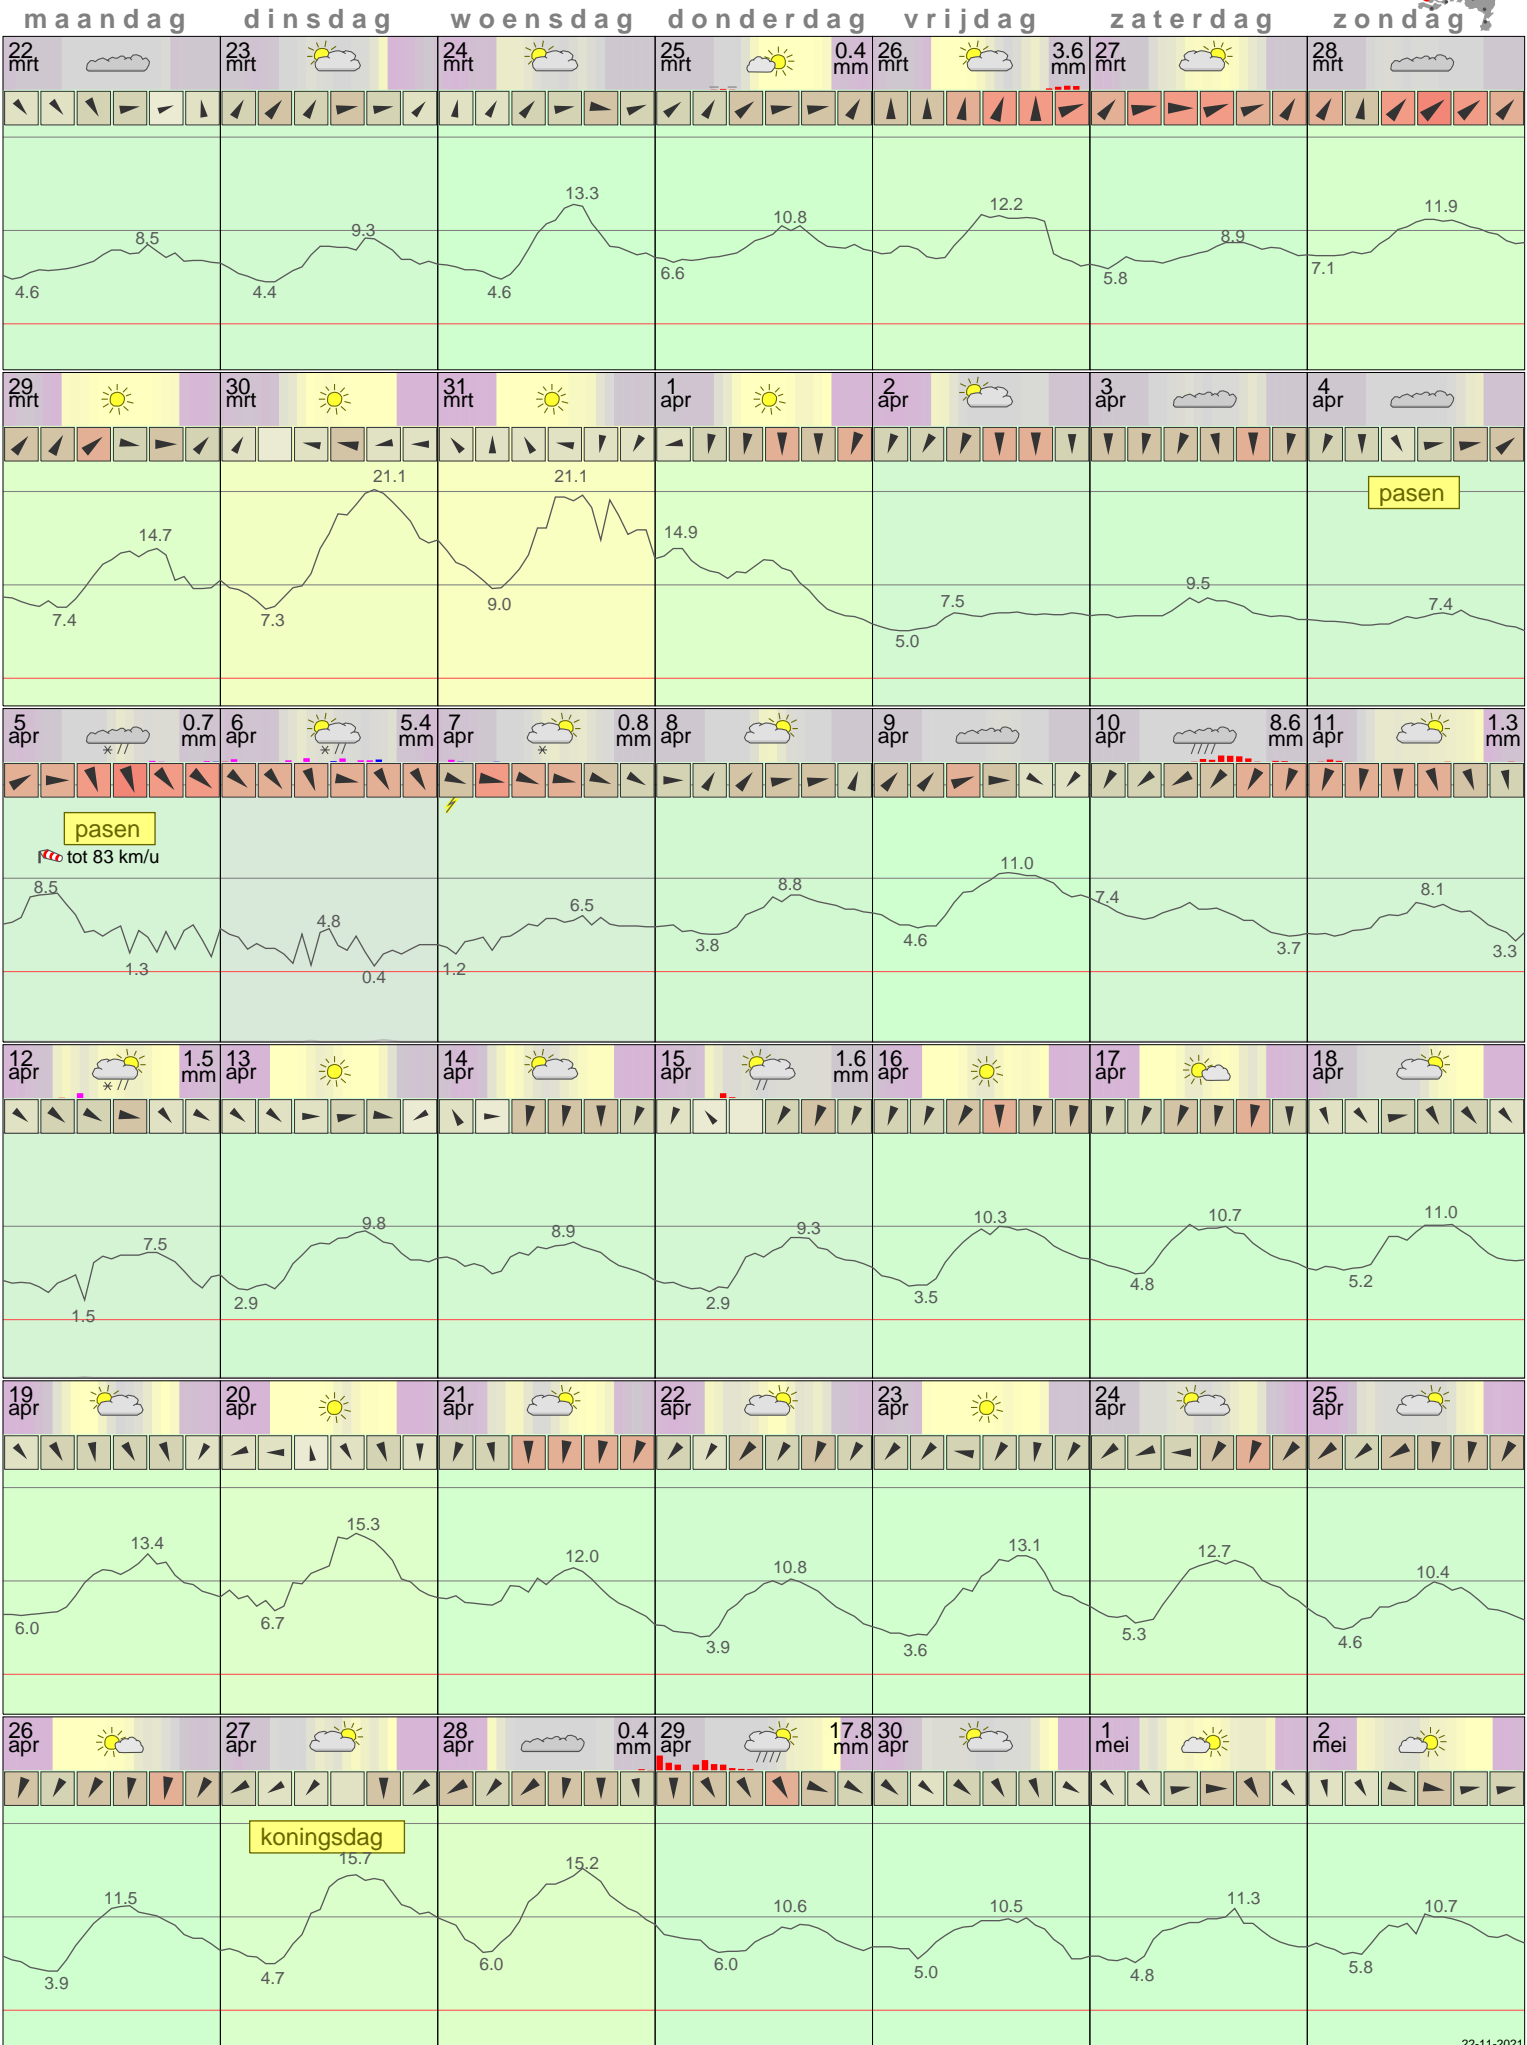 maandag dinsdag woensdag donderdag vrijdag zaterdag zondag
22 mrt 23 mrt 24 mrt 25 mrt 0.4 mm 26 mrt 3.6 mm 27 mrt 28 mrt
8.5 4.6 9.3 4.4 13.3 4.6 10.8 6.6 12.2 8.9 5.8 11.9 7.1
29 mrt 30 mrt 31 mrt 1 apr 2 apr 3 apr 4 apr
pasen
14.7 7.4 21.1 7.3 21.1 9.0 14.9 7.5 5.0 9.5 7.4
5 apr 0.7 mm 6 apr 5.4 mm 7 apr 0.8 mm 8 apr 9 apr 10 apr 8.6 mm 11 apr 1.3 mm
pasen
tot 83 km/u
8.5 1.3 4.8 0.4 6.5 1.2 8.8 3.8 11.0 4.6 7.4 3.7 8.1 3.3
12 apr 1.5 mm 13 apr 14 apr 15 apr 1.6 mm 16 apr 17 apr 18 apr
7.5 1.5 9.8 2.9 8.9 9.3 2.9 10.3 3.5 10.7 4.8 11.0 5.2
19 apr 20 apr 21 apr 22 apr 23 apr 24 apr 25 apr
13.4 6.0 15.3 6.7 12.0 10.8 3.9 13.1 3.6 12.7 5.3 10.4 4.6
26 apr 27 apr 28 apr 0.4 mm 29 apr 17.8 mm 30 apr 1 mei 2 mei
koningsdag
11.5 3.9 15.7 4.7 15.2 6.0 10.6 6.0 10.5 5.0 11.3 4.8 10.7 5.8
22-11-2021